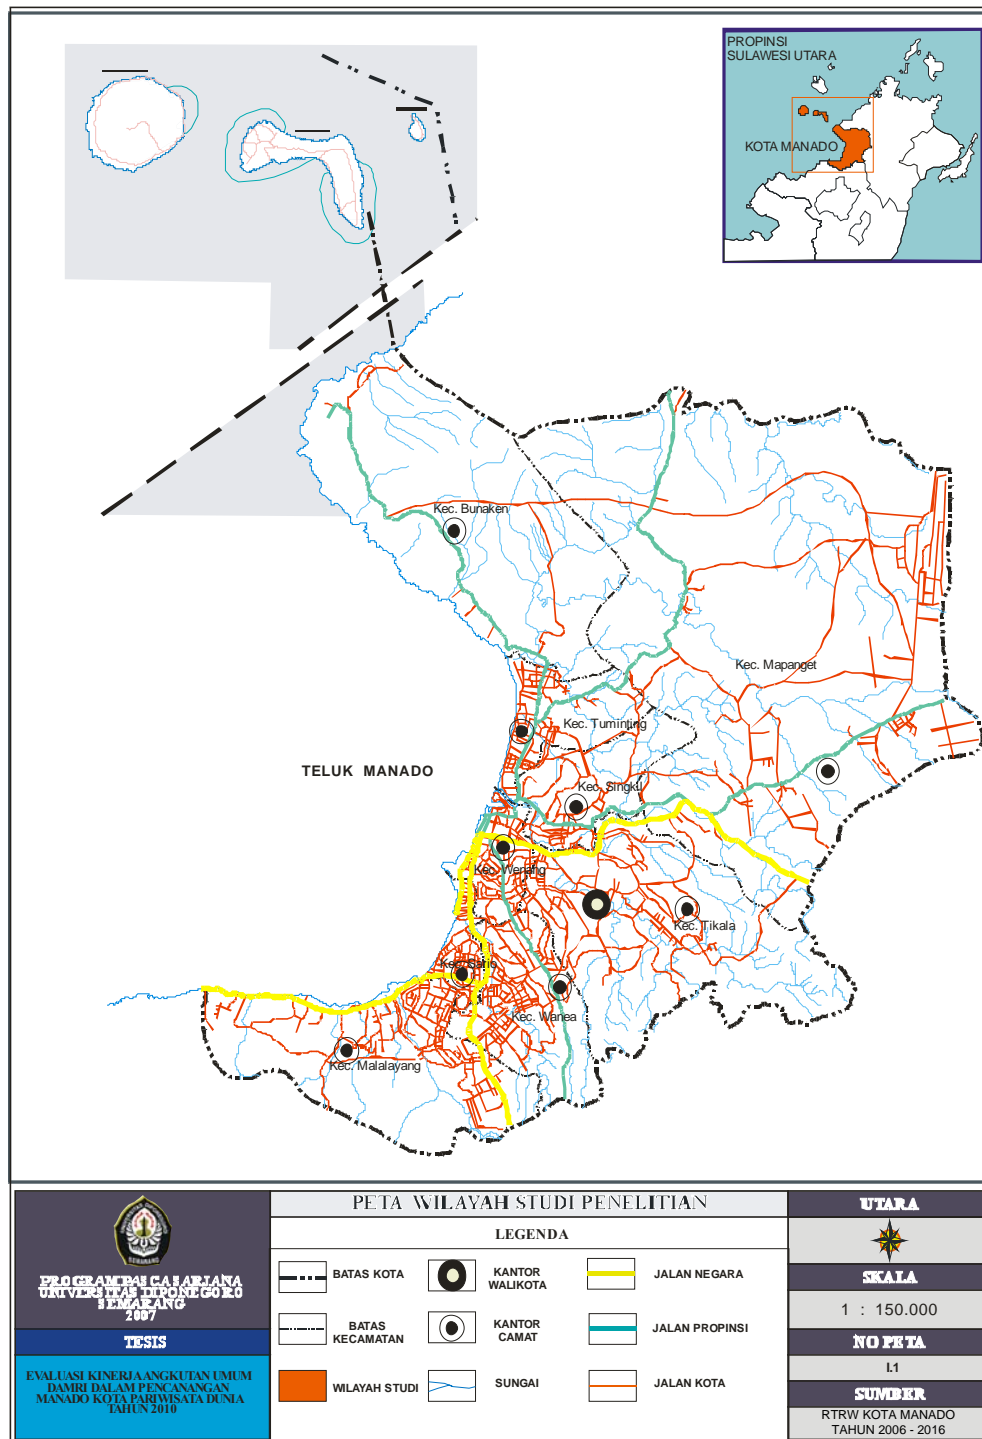 PROPINSI
SULAWESI UTARA
KOTA MANADO
Kec. Bunaken
Kec. Mapanget
Kec. Tuminting
TELUK MANADO
Kec. Singkil
Kec. Wenang
Kec. Tikala
Kec. Sario
Kec. Wanea
Kec. Malalayang
UNIVERSITAS DIPONEGORO
SEMARANG
PROGRAM PASCASARJANA
UNIVERSITAS DIPONEGORO
SEMARANG
2007
TESIS
EVALUASI KINERJA ANGKUTAN UMUM
DAMRI DALAM PENCANANGAN
MANADO KOTA PARIWISATA DUNIA
TAHUN 2010
PETA WILAYAH STUDI PENELITIAN
LEGENDA
BATAS KOTA
KANTOR
WALIKOTA
JALAN NEGARA
BATAS
KECAMATAN
KANTOR
CAMAT
JALAN PROPINSI
WILAYAH STUDI
SUNGAI
JALAN KOTA
UTARA
SKALA
1 : 150.000
NO PETA
I.1
SUMBER
RTRW KOTA MANADO
TAHUN 2006 - 2016